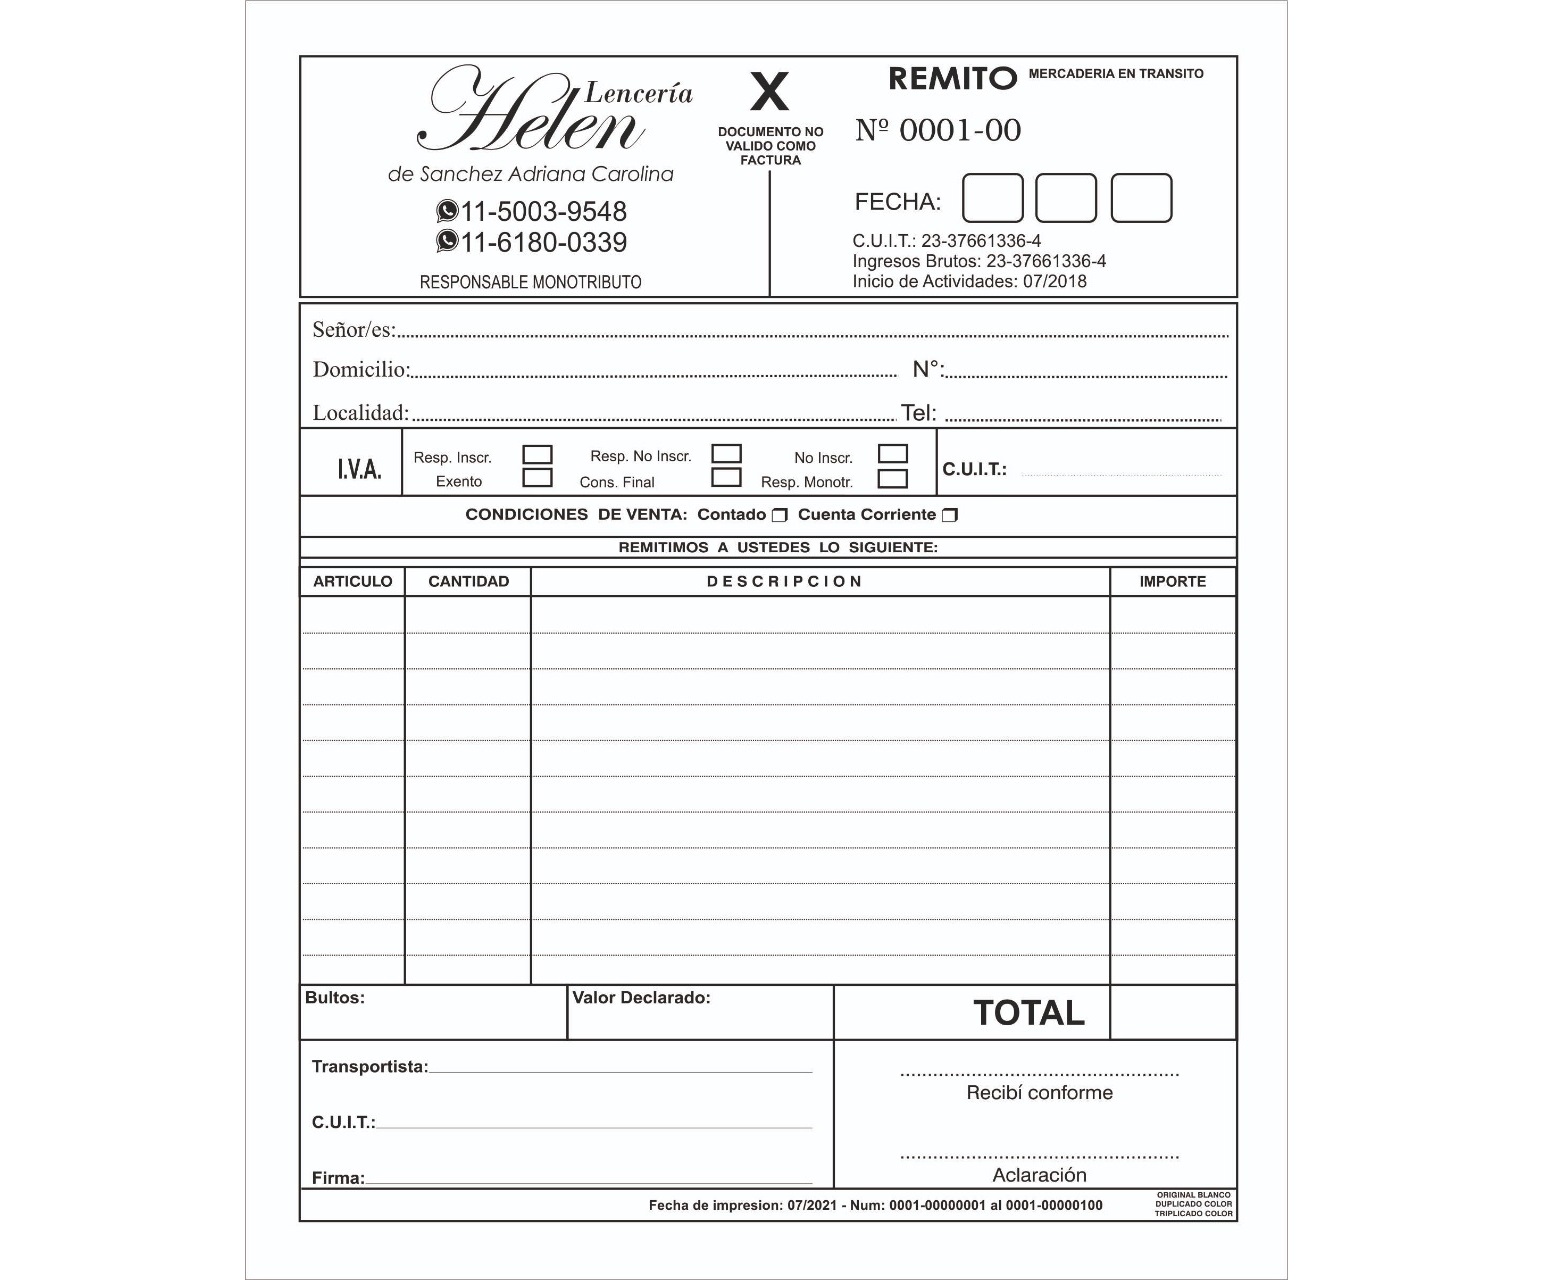 Lencería
Helen
de Sanchez Adriana Carolina
11-5003-9548
11-6180-0339
RESPONSABLE MONOTRIBUTO
X
DOCUMENTO NO
VALIDO COMO
FACTURA
REMITO MERCADERIA EN TRANSITO
Nº 0001-00
FECHA:
C.U.I.T.: 23-37661336-4
Ingresos Brutos: 23-37661336-4
Inicio de Actividades: 07/2018
Señor/es:
Domicilio: N°:
Localidad: Tel:
I.V.A.
Resp. Inscr. Resp. No Inscr. No Inscr.
Exento Cons. Final Resp. Monotr.
C.U.I.T.:
CONDICIONES DE VENTA: Contado Cuenta Corriente
REMITIMOS A USTEDES LO SIGUIENTE:
ARTICULO CANTIDAD DESCRIPCION IMPORTE
Bultos: Valor Declarado: TOTAL
Transportista:
C.U.I.T.:
Firma:
Recibí conforme
Aclaración
Fecha de impresion: 07/2021 - Num: 0001-00000001 al 0001-00000100
ORIGINAL BLANCO
DUPLICADO COLOR
TRIPLICADO COLOR